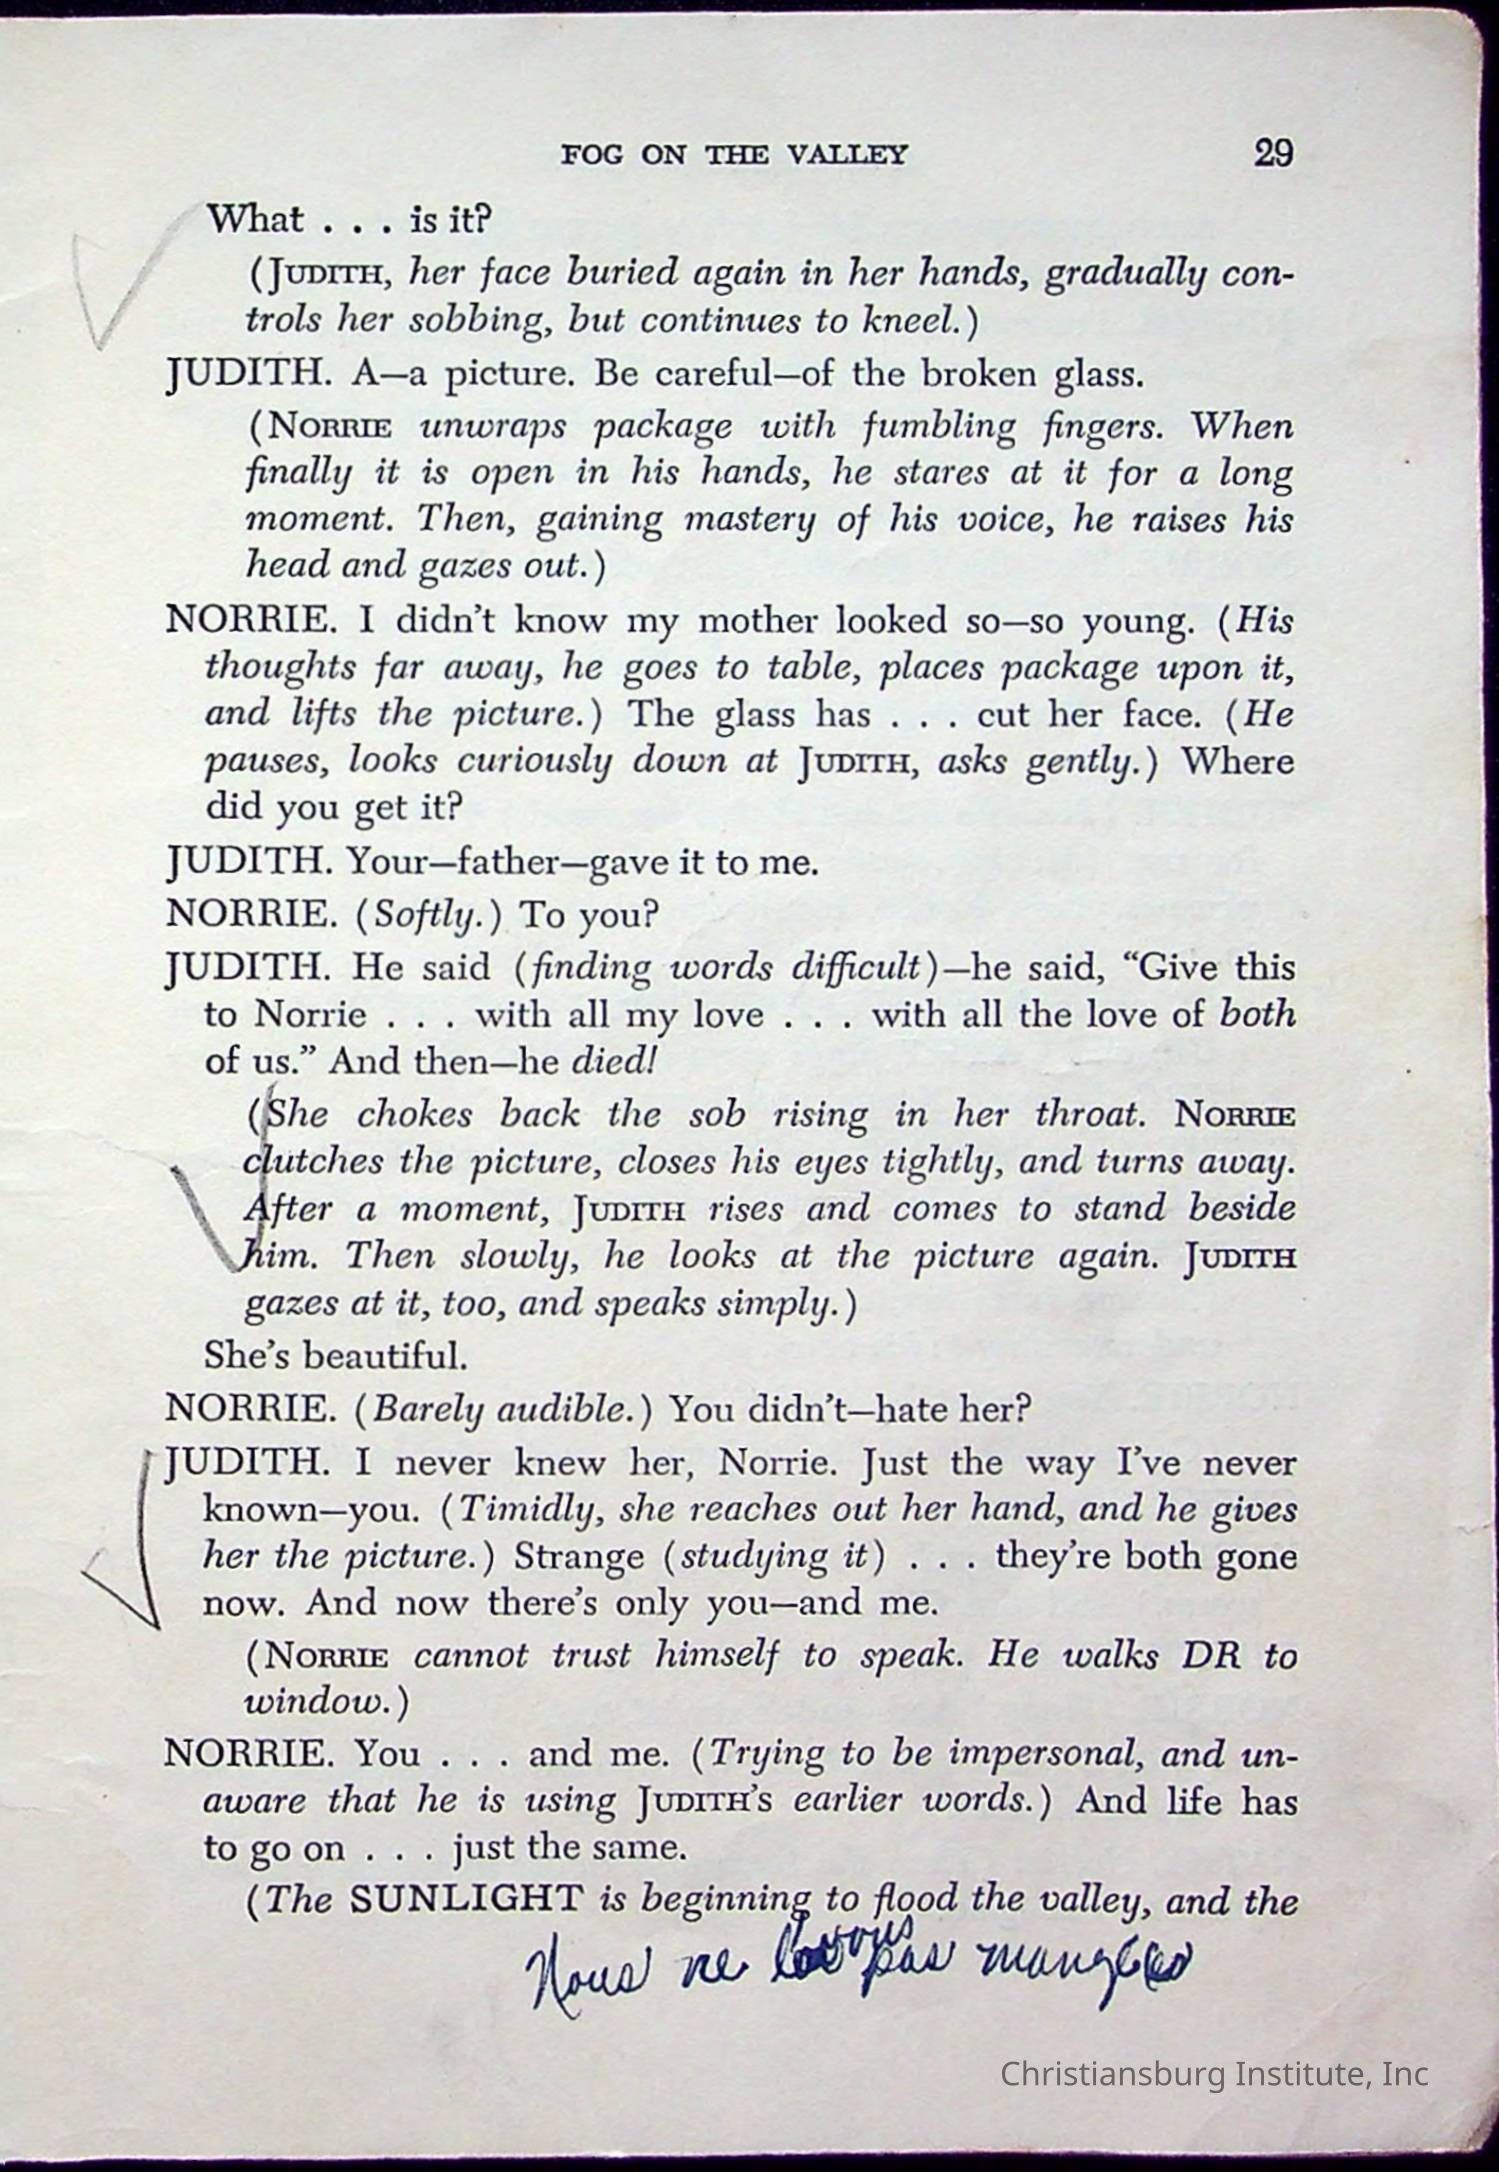 FOG ON THE VALLEY 29
What . . . is it?
(JUDITH, her face buried again in her hands, gradually con-
trols her sobbing, but continues to kneel.)
JUDITH. A—a picture. Be careful—of the broken glass.
(NORRIE unwraps package with fumbling fingers. When
finally it is open in his hands, he stares at it for a long
moment. Then, gaining mastery of his voice, he raises his
head and gazes out.)
NORRIE. I didn't know my mother looked so—so young. (His
thoughts far away, he goes to table, places package upon it,
and lifts the picture.) The glass has . . . cut her face. (He
pauses, looks curiously down at JUDITH, asks gently.) Where
did you get it?
JUDITH. Your—father—gave it to me.
NORRIE. (Softly.) To you?
JUDITH. He said (finding words difficult)—he said, “Give this
to Norrie . . . with all my love . . . with all the love of both
of us.” And then—he died!
(She chokes back the sob rising in her throat. NORRIE
clutches the picture, closes his eyes tightly, and turns away.
After a moment, JUDITH rises and comes to stand beside
him. Then slowly, he looks at the picture again. JUDITH
gazes at it, too, and speaks simply.)
She's beautiful.
NORRIE. (Barely audible.) You didn't—hate her?
JUDITH. I never knew her, Norrie. Just the way I've never
known—you. (Timidly, she reaches out her hand, and he gives
her the picture.) Strange (studying it) . . . they're both gone
now. And now there's only you—and me.
(NORRIE cannot trust himself to speak. He walks DR to
window.)
NORRIE. You . . . and me. (Trying to be impersonal, and un-
aware that he is using JUDITH'S earlier words.) And life has
to go on . . . just the same.
(The SUNLIGHT is beginning to flood the valley, and the
Nous ne pas
Christiansburg Institute, Inc